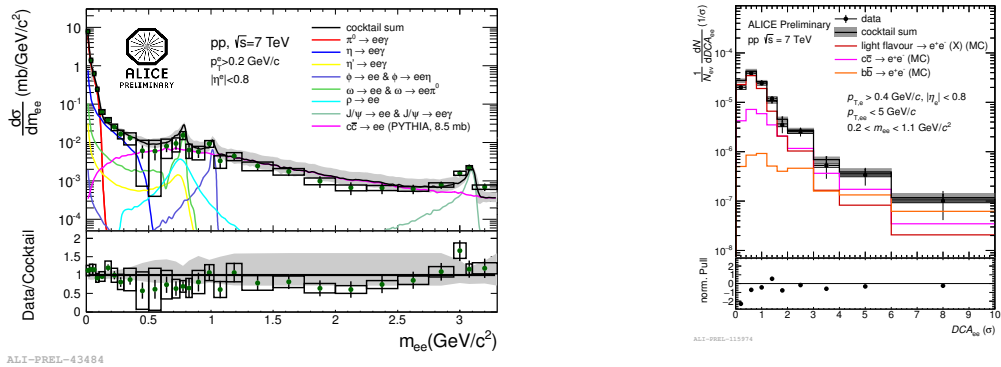 dσ/dm_ee (mb/GeV/c²)
10
1
10⁻¹
10⁻²
10⁻³
10⁻⁴
ALICE
PRELIMINARY
pp, √s=7 TeV
p_T^e>0.2 GeV/c
|η^e|<0.8
cocktail sum
π⁰ → eeγ
η → eeγ
η' → eeγ
ϕ → ee & ϕ → eeη
ω → ee & ω → eeπ⁰
ρ → ee
J/ψ → ee & J/ψ → eeγ
cc̄ → ee (PYTHIA, 8.5 mb)
Data/Cocktail
2
1.5
1
0.5
0
0 0.5 1 1.5 2 2.5 3
m_ee(GeV/c²)
ALI-PREL-43484
1/N_ev dN/dDCA_ee (1/σ)
10⁻³
10⁻⁴
10⁻⁵
10⁻⁶
10⁻⁷
10⁻⁸
ALICE Preliminary
pp √s = 7 TeV
data
cocktail sum
light flavour → e⁺e⁻ (X) (MC)
cc̄ → e⁺e⁻ (MC)
bb̄ → e⁺e⁻ (MC)
p_T,e > 0.4 GeV/c, |η_e| < 0.8
p_T,ee < 5 GeV/c
0.2 < m_ee < 1.1 GeV/c²
norm. Pull
2
1
0
-1
-2
0 1 2 3 4 5 6 7 8 9 10
DCA_ee (σ)
ALI-PREL-115974